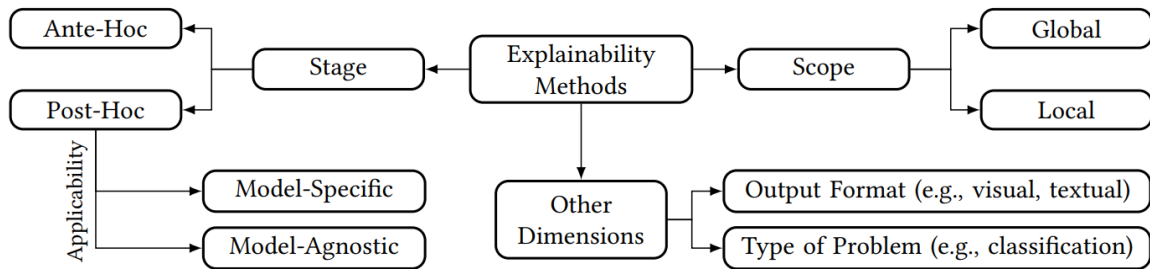 Ante-Hoc
Post-Hoc
Stage
Explainability
Methods
Scope
Global
Local
Applicability
Model-Specific
Model-Agnostic
Other
Dimensions
Output Format (e.g., visual, textual)
Type of Problem (e.g., classification)